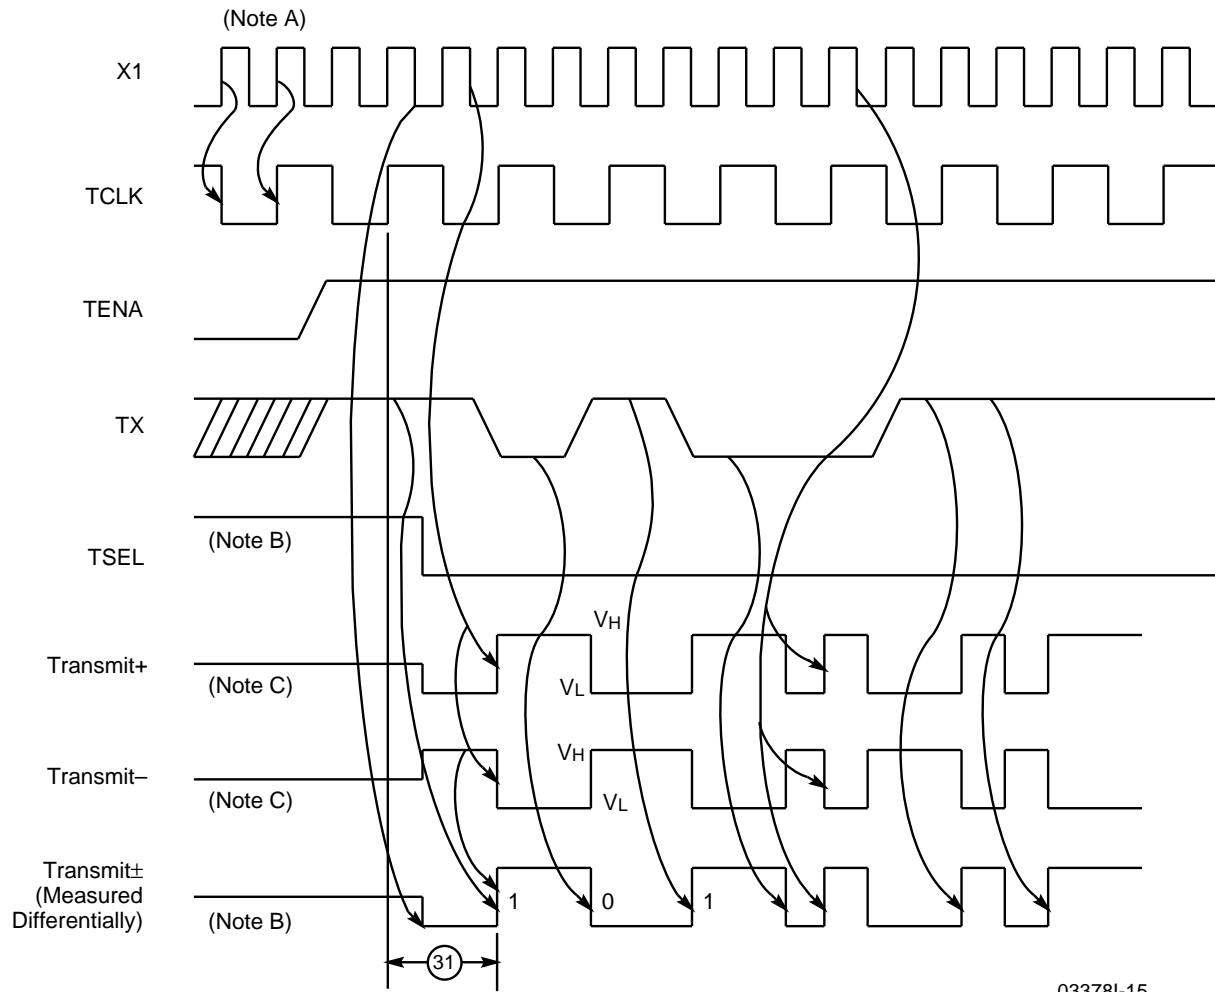 (Note A)
X1
TCLK
TENA
TX
(Note B)
TSEL
VH
Transmit+
(Note C)
VL
VH
Transmit–
(Note C)
VL
Transmit±
(Measured
Differentially)
(Note B)
1
0
1
31
03378I-15